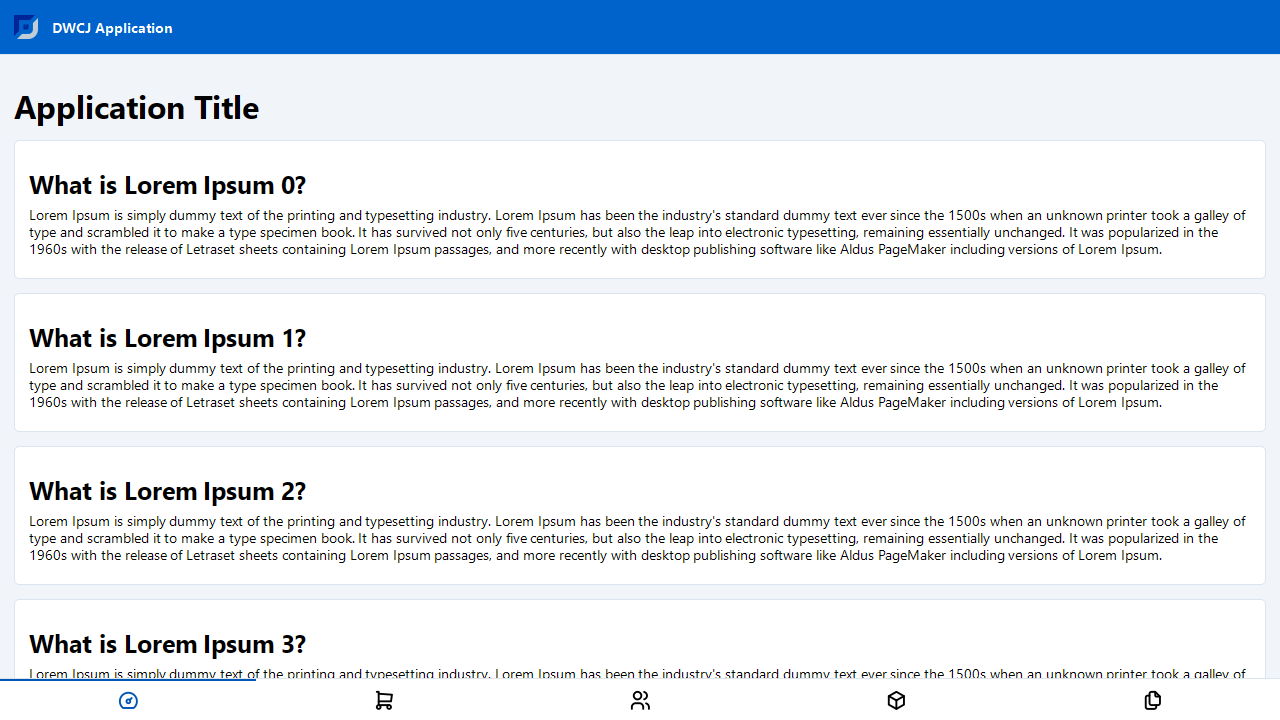 DWCJ Application
Application Title
What is Lorem Ipsum 0?
Lorem Ipsum is simply dummy text of the printing and typesetting industry. Lorem Ipsum has been the industry's standard dummy text ever since the 1500s when an unknown printer took a galley of
type and scrambled it to make a type specimen book. It has survived not only five centuries, but also the leap into electronic typesetting, remaining essentially unchanged. It was popularized in the
1960s with the release of Letraset sheets containing Lorem Ipsum passages, and more recently with desktop publishing software like Aldus PageMaker including versions of Lorem Ipsum.
What is Lorem Ipsum 1?
Lorem Ipsum is simply dummy text of the printing and typesetting industry. Lorem Ipsum has been the industry's standard dummy text ever since the 1500s when an unknown printer took a galley of
type and scrambled it to make a type specimen book. It has survived not only five centuries, but also the leap into electronic typesetting, remaining essentially unchanged. It was popularized in the
1960s with the release of Letraset sheets containing Lorem Ipsum passages, and more recently with desktop publishing software like Aldus PageMaker including versions of Lorem Ipsum.
What is Lorem Ipsum 2?
Lorem Ipsum is simply dummy text of the printing and typesetting industry. Lorem Ipsum has been the industry's standard dummy text ever since the 1500s when an unknown printer took a galley of
type and scrambled it to make a type specimen book. It has survived not only five centuries, but also the leap into electronic typesetting, remaining essentially unchanged. It was popularized in the
1960s with the release of Letraset sheets containing Lorem Ipsum passages, and more recently with desktop publishing software like Aldus PageMaker including versions of Lorem Ipsum.
What is Lorem Ipsum 3?
Lorem Ipsum is simply dummy text of the printing and typesetting industry. Lorem Ipsum has been the industry's standard dummy text ever since the 1500s when an unknown printer took a galley of